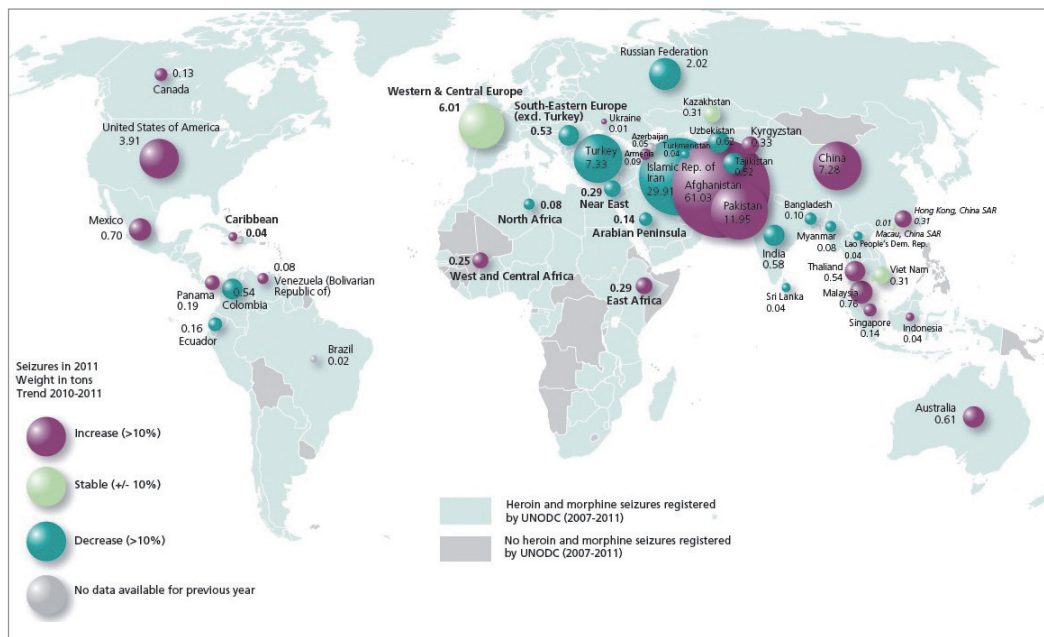 Russian Federation
2.02
0.13
Canada
Western & Central Europe
6.01
South-Eastern Europe
(excl. Turkey)
0.53
Kazakhstan
0.31
Ukraine
0.01
United States of America
3.91
Azerbaijan
0.05
Armenia
0.09
Turkmenistan
0.04
Uzbekistan
0.62
Kyrgyzstan
0.33
Turkey
7.33
Islamic Rep. of
Iran
29.91
Tajikistan
0.52
China
7.28
Afghanistan
61.03
Pakistan
11.95
0.29
Near East
0.08
North Africa
0.14
Arabian Peninsula
Mexico
0.70
Caribbean
0.04
Bangladesh
0.10
Hong Kong, China SAR
0.31
0.01
Macau, China SAR
Myanmar
0.08
Lao People's Dem. Rep.
0.04
India
0.58
0.08
Venezuela (Bolivarian
Republic of)
0.25
West and Central Africa
0.29
East Africa
Thailand
0.54
Viet Nam
0.31
Panama
0.19
0.54
Colombia
Sri Lanka
0.04
Malaysia
0.76
Singapore
0.14
Indonesia
0.04
0.16
Ecuador
Brazil
0.02
Seizures in 2011
Weight in tons
Trend 2010-2011
Australia
0.61
Increase (>10%)
Stable (+/- 10%)
Decrease (>10%)
No data available for previous year
Heroin and morphine seizures registered
by UNODC (2007-2011)
No heroin and morphine seizures registered
by UNODC (2007-2011)